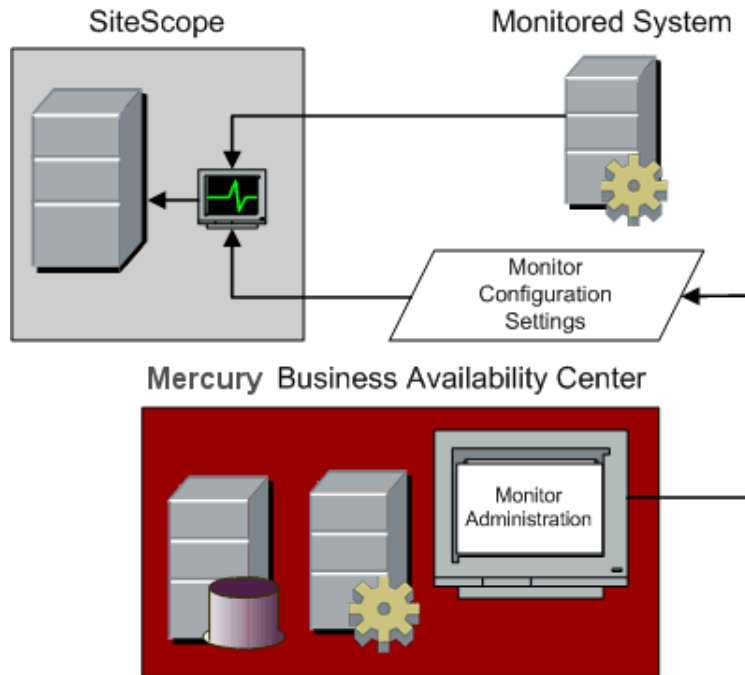 SiteScope
Monitored System
Monitor
Configuration
Settings
Mercury Business Availability Center
Monitor
Administration